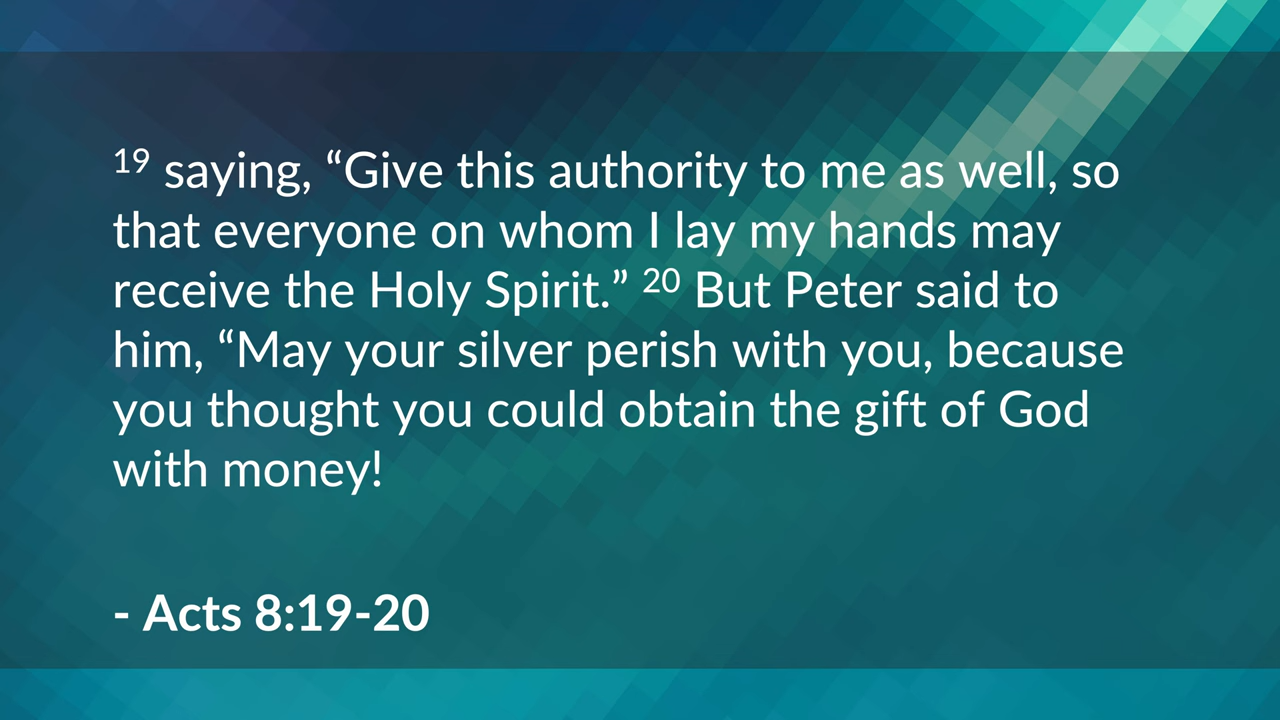 19 saying, “Give this authority to me as well, so
that everyone on whom I lay my hands may
receive the Holy Spirit.” 20 But Peter said to
him, “May your silver perish with you, because
you thought you could obtain the gift of God
with money!
- Acts 8:19-20